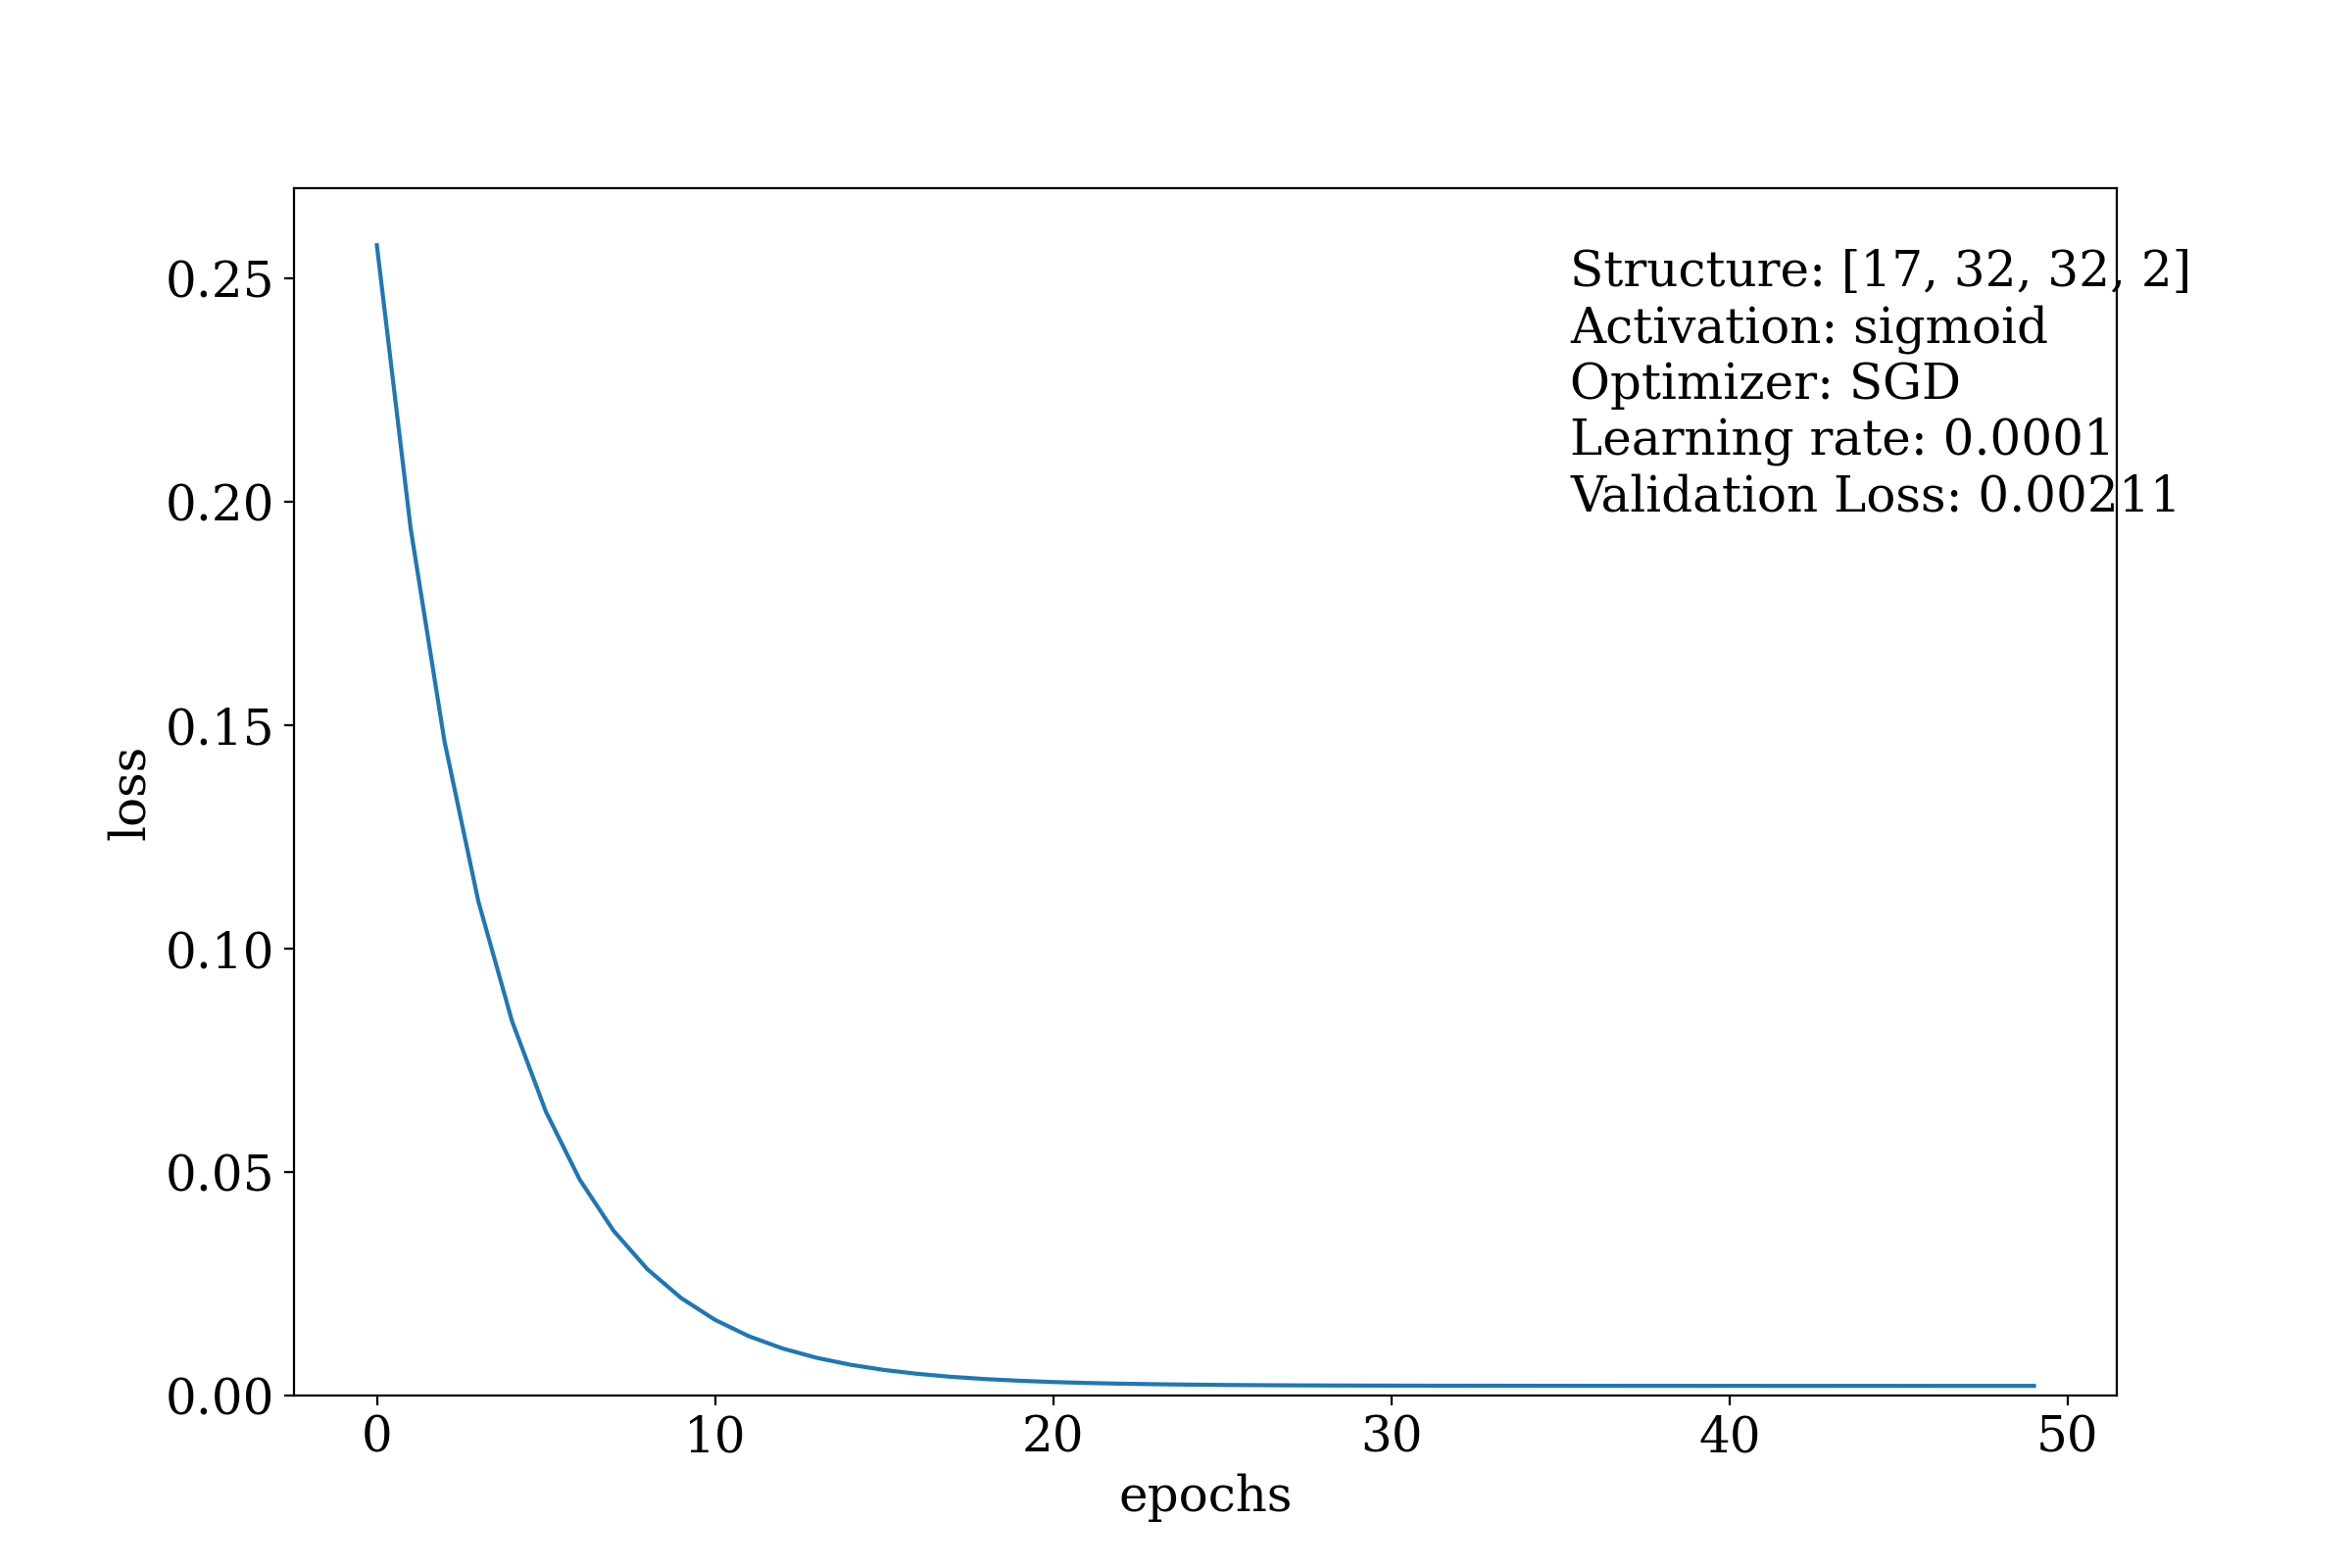 Structure: [17, 32, 32, 2]
Activation: sigmoid
Optimizer: SGD
Learning rate: 0.0001
Validation Loss: 0.00211
0.25
0.20
0.15
0.10
0.05
0.00
loss
0 10 20 30 40 50
epochs